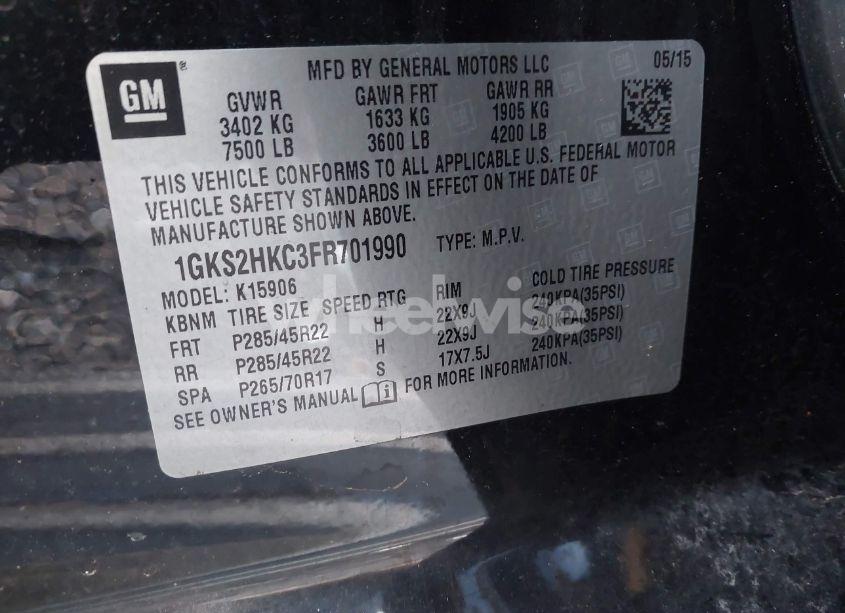 GM ®
MFD BY GENERAL MOTORS LLC 05/15
GVWR GAWR FRT GAWR RR
3402 KG 1633 KG 1905 KG
7500 LB 3600 LB 4200 LB
THIS VEHICLE CONFORMS TO ALL APPLICABLE U.S. FEDERAL MOTOR
VEHICLE SAFETY STANDARDS IN EFFECT ON THE DATE OF
MANUFACTURE SHOWN ABOVE.
1GKS2HKC3FR701990 TYPE: M.P.V.
MODEL: K15906
KBNM TIRE SIZE SPEED RTG RIM COLD TIRE PRESSURE
FRT P285/45R22 H 22X9J 240KPA(35PSI)
RR P285/45R22 H 22X9J 240KPA(35PSI)
SPA P265/70R17 S 17X7.5J 240KPA(35PSI)
SEE OWNER'S MANUAL i FOR MORE INFORMATION.
wheelwise